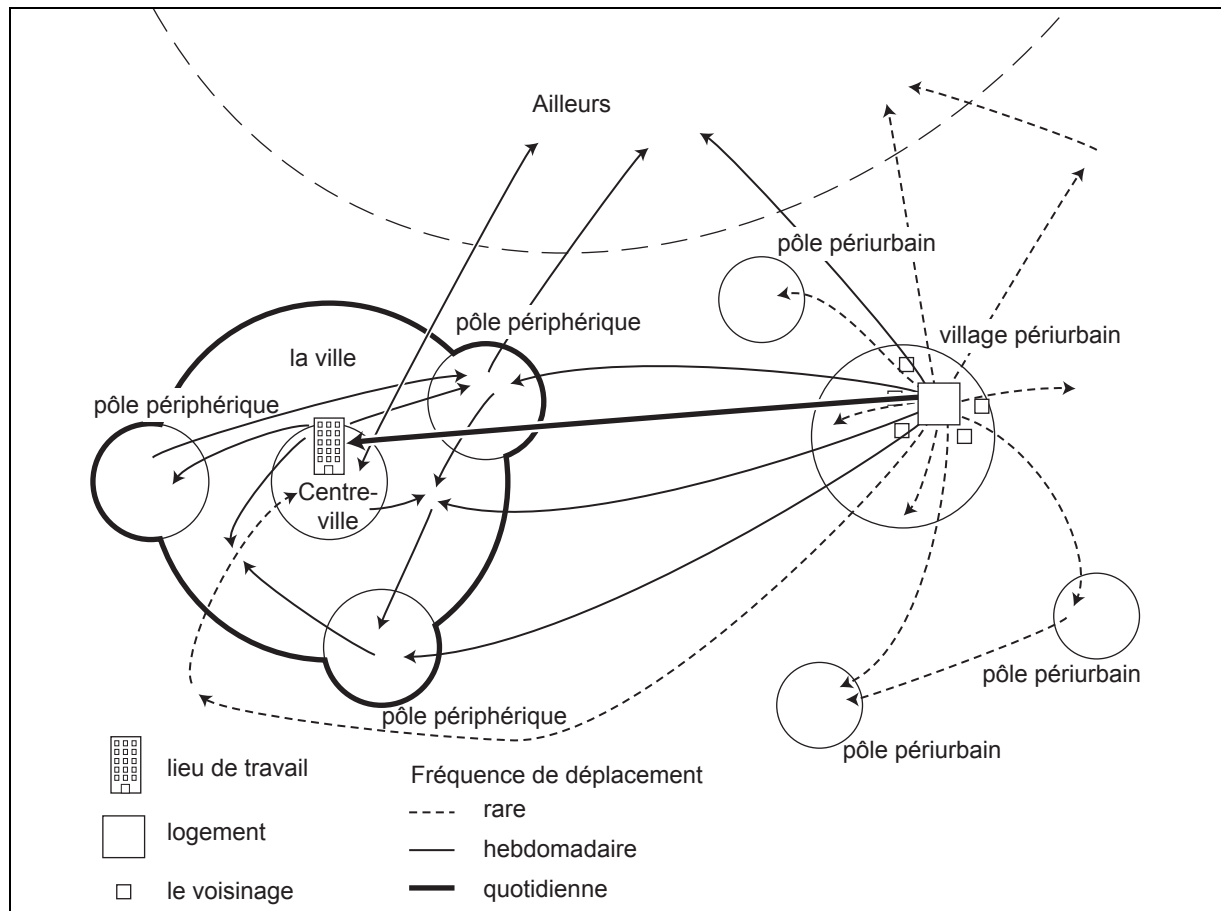 Ailleurs
pôle périurbain
pôle périphérique
village périurbain
la ville
pôle périphérique
Centre-
ville
pôle périurbain
pôle périphérique
pôle périurbain
lieu de travail
logement
le voisinage
Fréquence de déplacement
rare
hebdomadaire
quotidienne